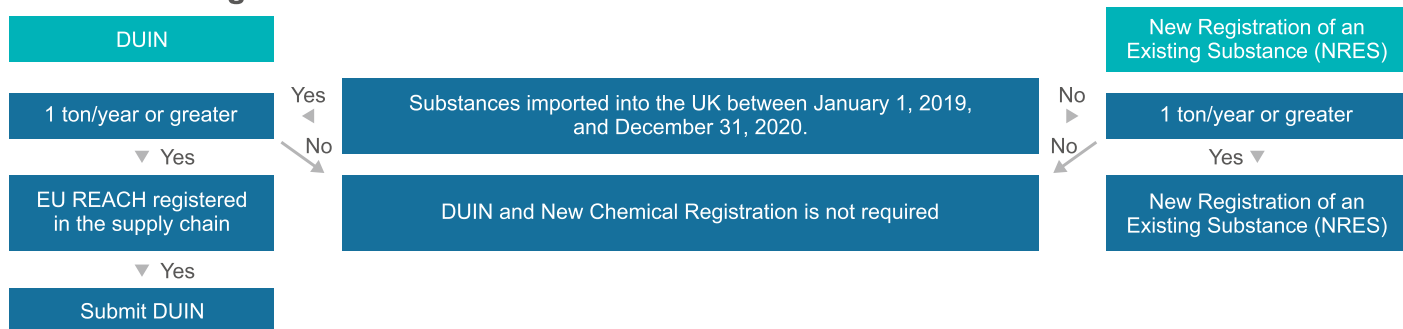 DUIN
New Registration of an
Existing Substance (NRES)
Yes
Substances imported into the UK between January 1, 2019,
and December 31, 2020.
No
1 ton/year or greater
1 ton/year or greater
No
No
Yes
Yes
EU REACH registered
in the supply chain
DUIN and New Chemical Registration is not required
New Registration of an
Existing Substance (NRES)
Yes
Submit DUIN